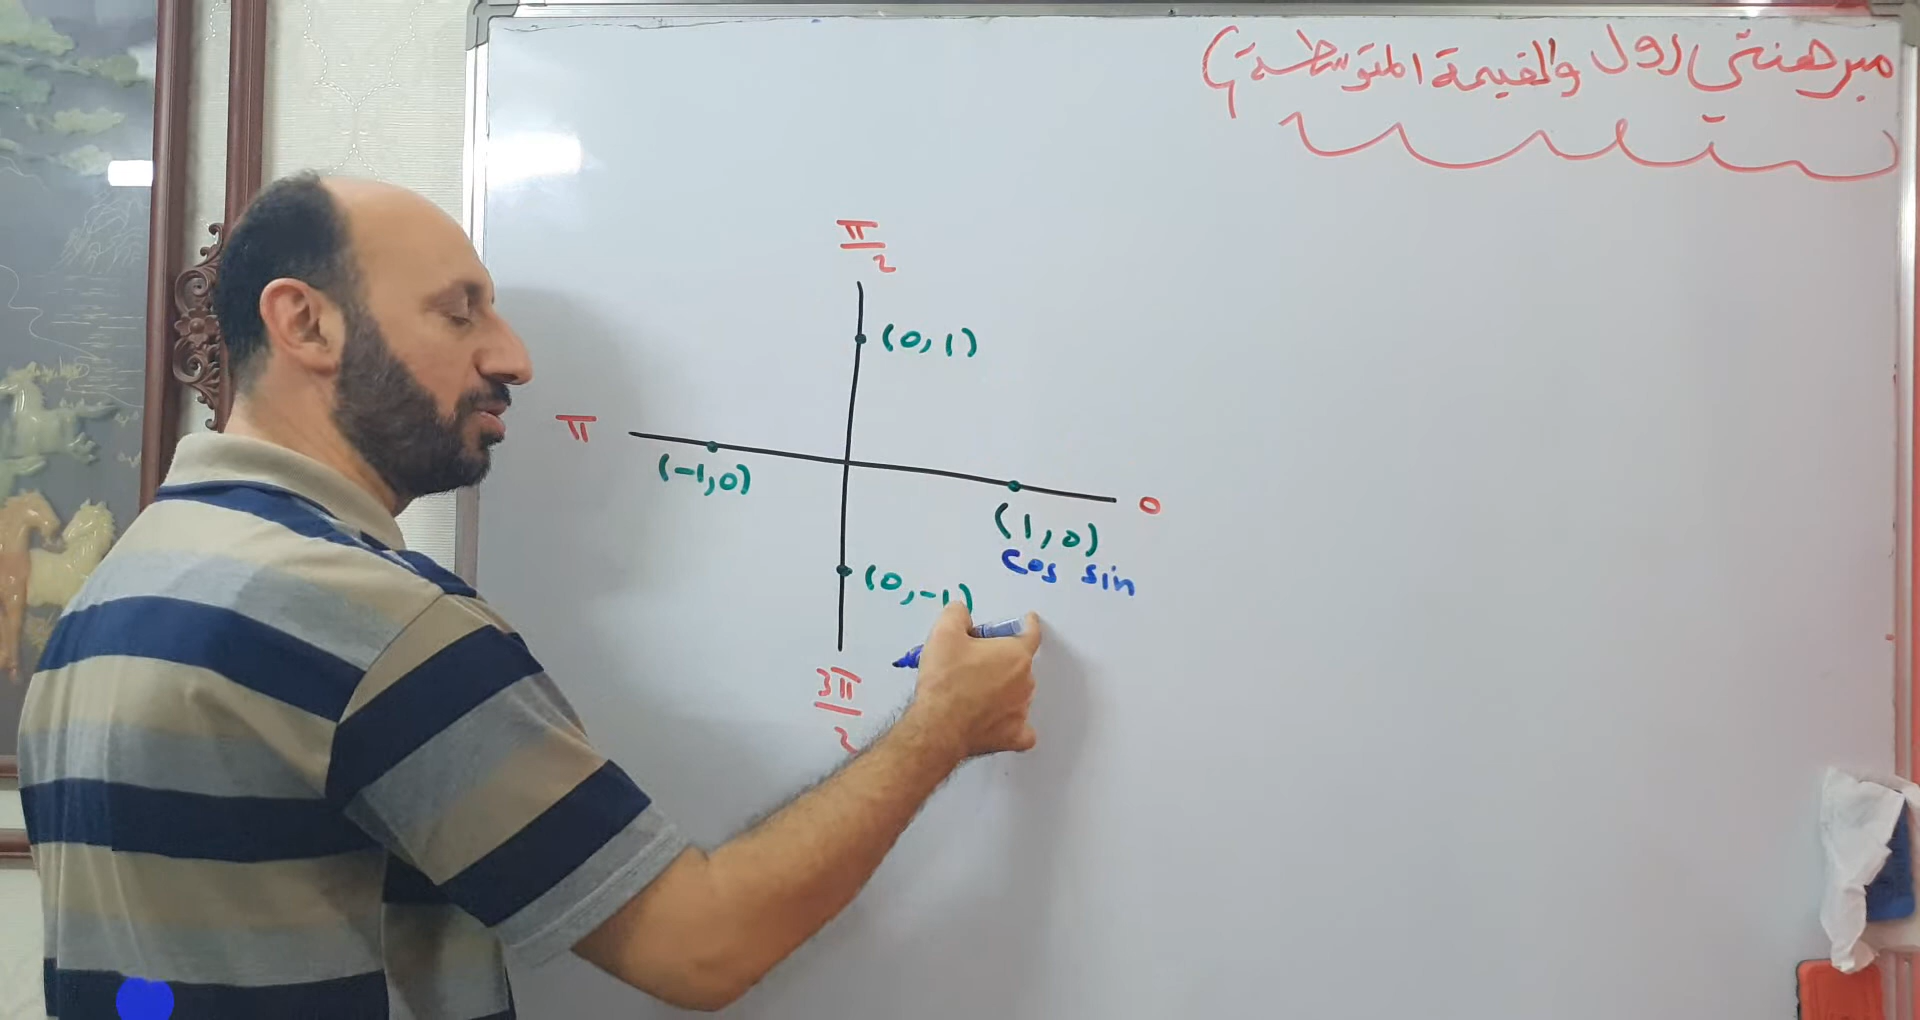 مبرهنتي (رول والقيمة المتوسطة)
π/2
(0,1)
π
(-1,0)
0
(1,0)
cos sin
(0,-1)
3π/2